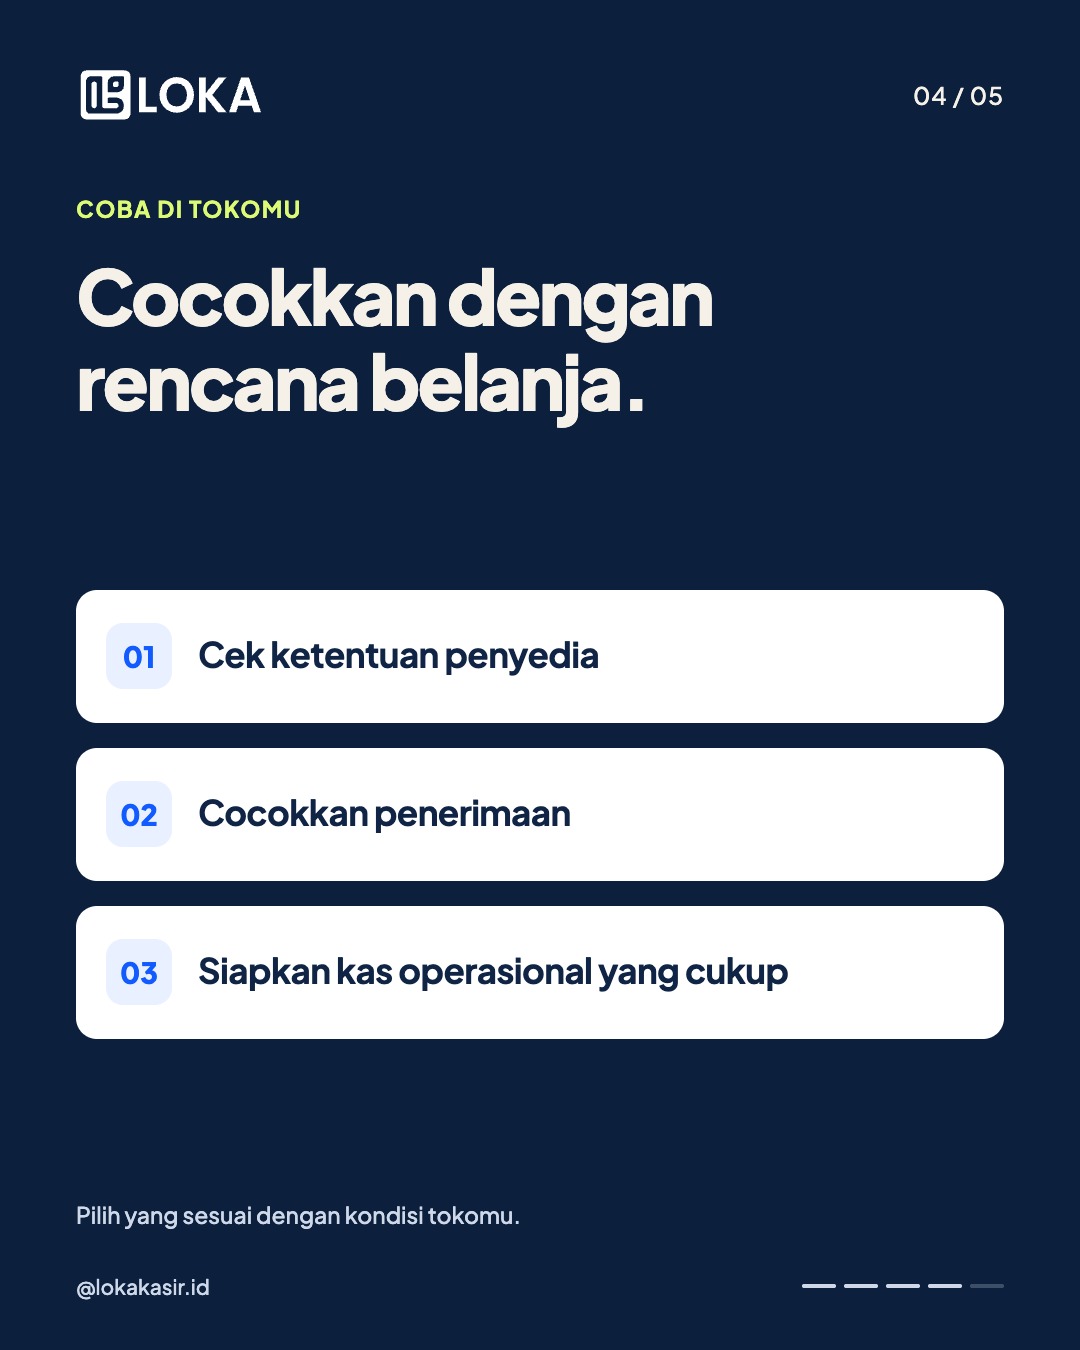 LOKA
04 / 05
COBA DI TOKOMU
Cocokkan dengan
rencana belanja.
01 Cek ketentuan penyedia
02 Cocokkan penerimaan
03 Siapkan kas operasional yang cukup
Pilih yang sesuai dengan kondisi tokomu.
@lokakasir.id